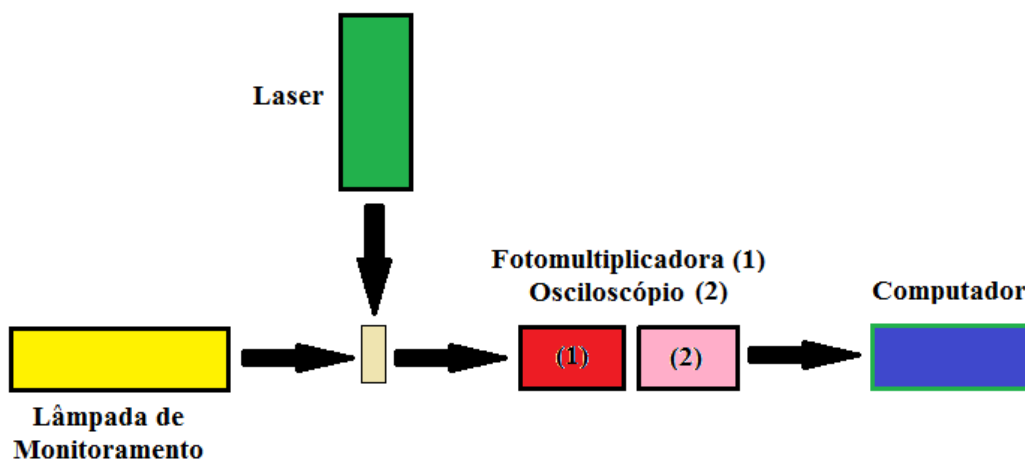 Laser
Fotomultiplicadora (1)
Osciloscópio (2)
Computador
(1)
(2)
Lâmpada de
Monitoramento